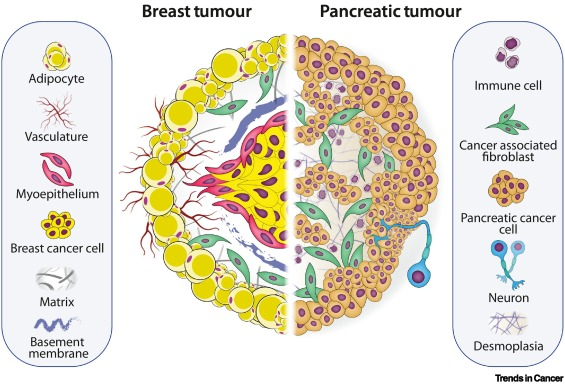 Breast tumour
Pancreatic tumour
Adipocyte
Vasculature
Myoepithelium
Breast cancer cell
Matrix
Basement
membrane
Immune cell
Cancer associated
fibroblast
Pancreatic cancer
cell
Neuron
Desmoplasia
Trends in Cancer